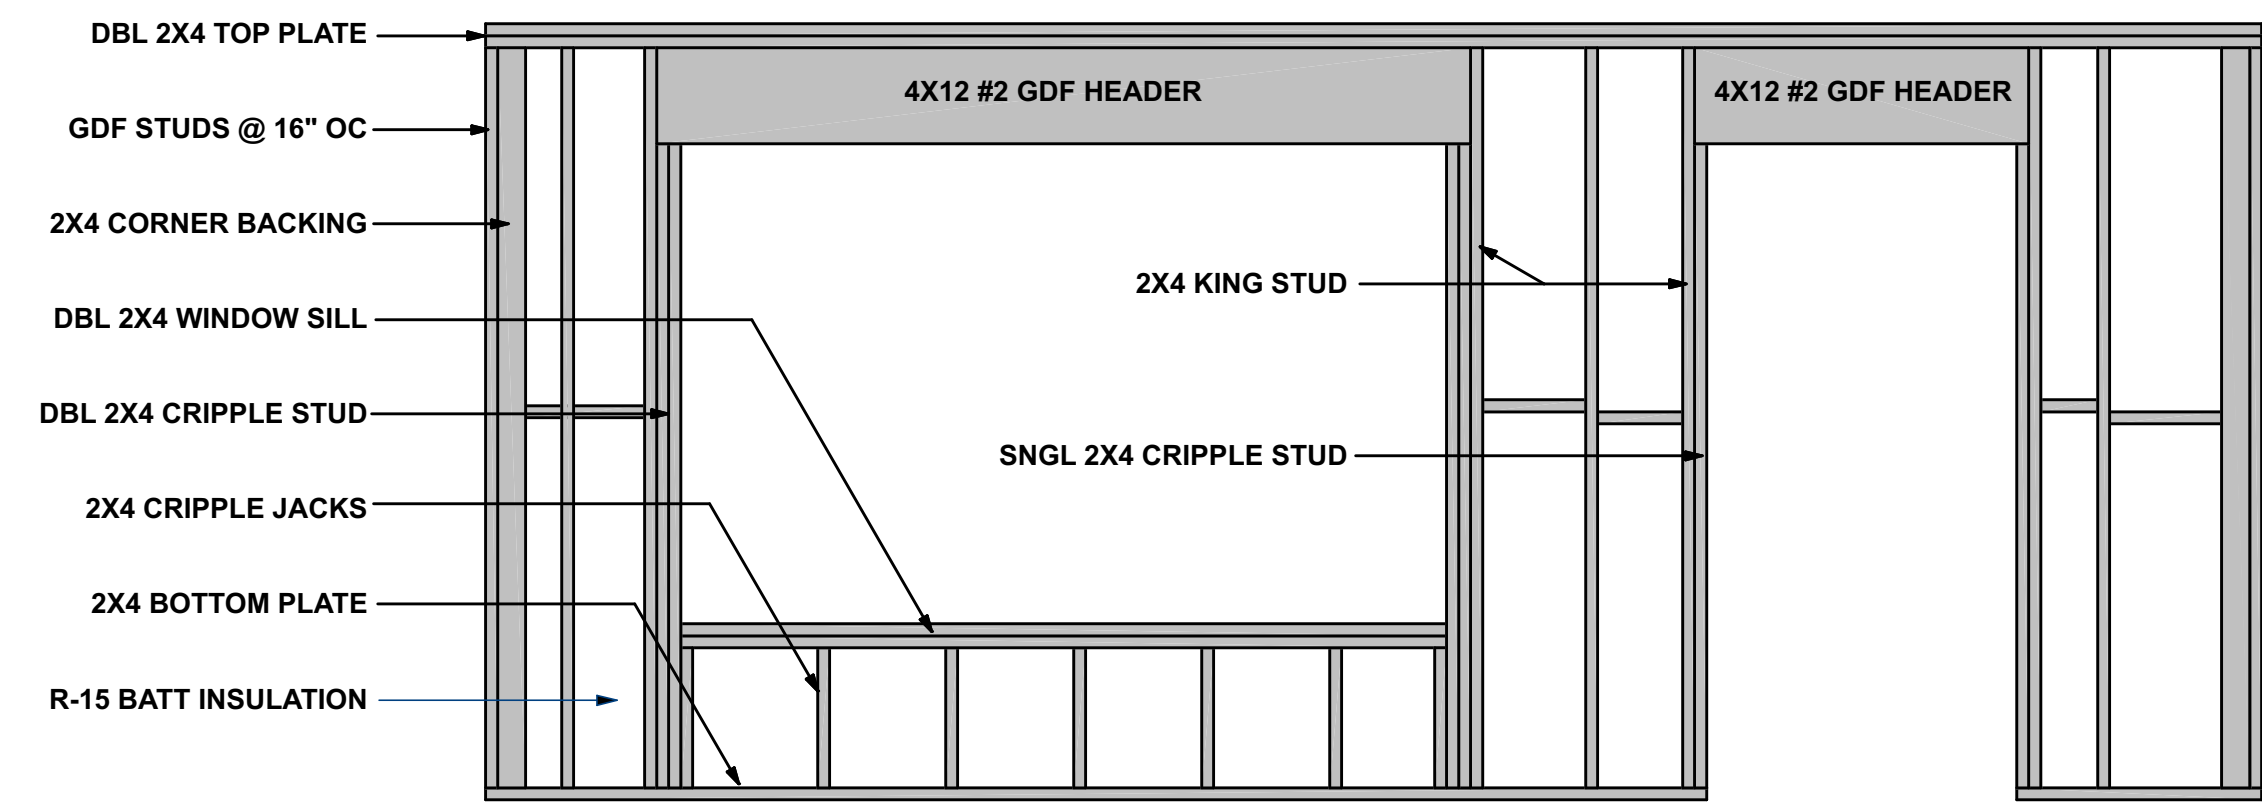 DBL 2X4 TOP PLATE
4X12 #2 GDF HEADER
4X12 #2 GDF HEADER
GDF STUDS @ 16" OC
2X4 CORNER BACKING
2X4 KING STUD
DBL 2X4 WINDOW SILL
DBL 2X4 CRIPPLE STUD
SNGL 2X4 CRIPPLE STUD
2X4 CRIPPLE JACKS
2X4 BOTTOM PLATE
R-15 BATT INSULATION